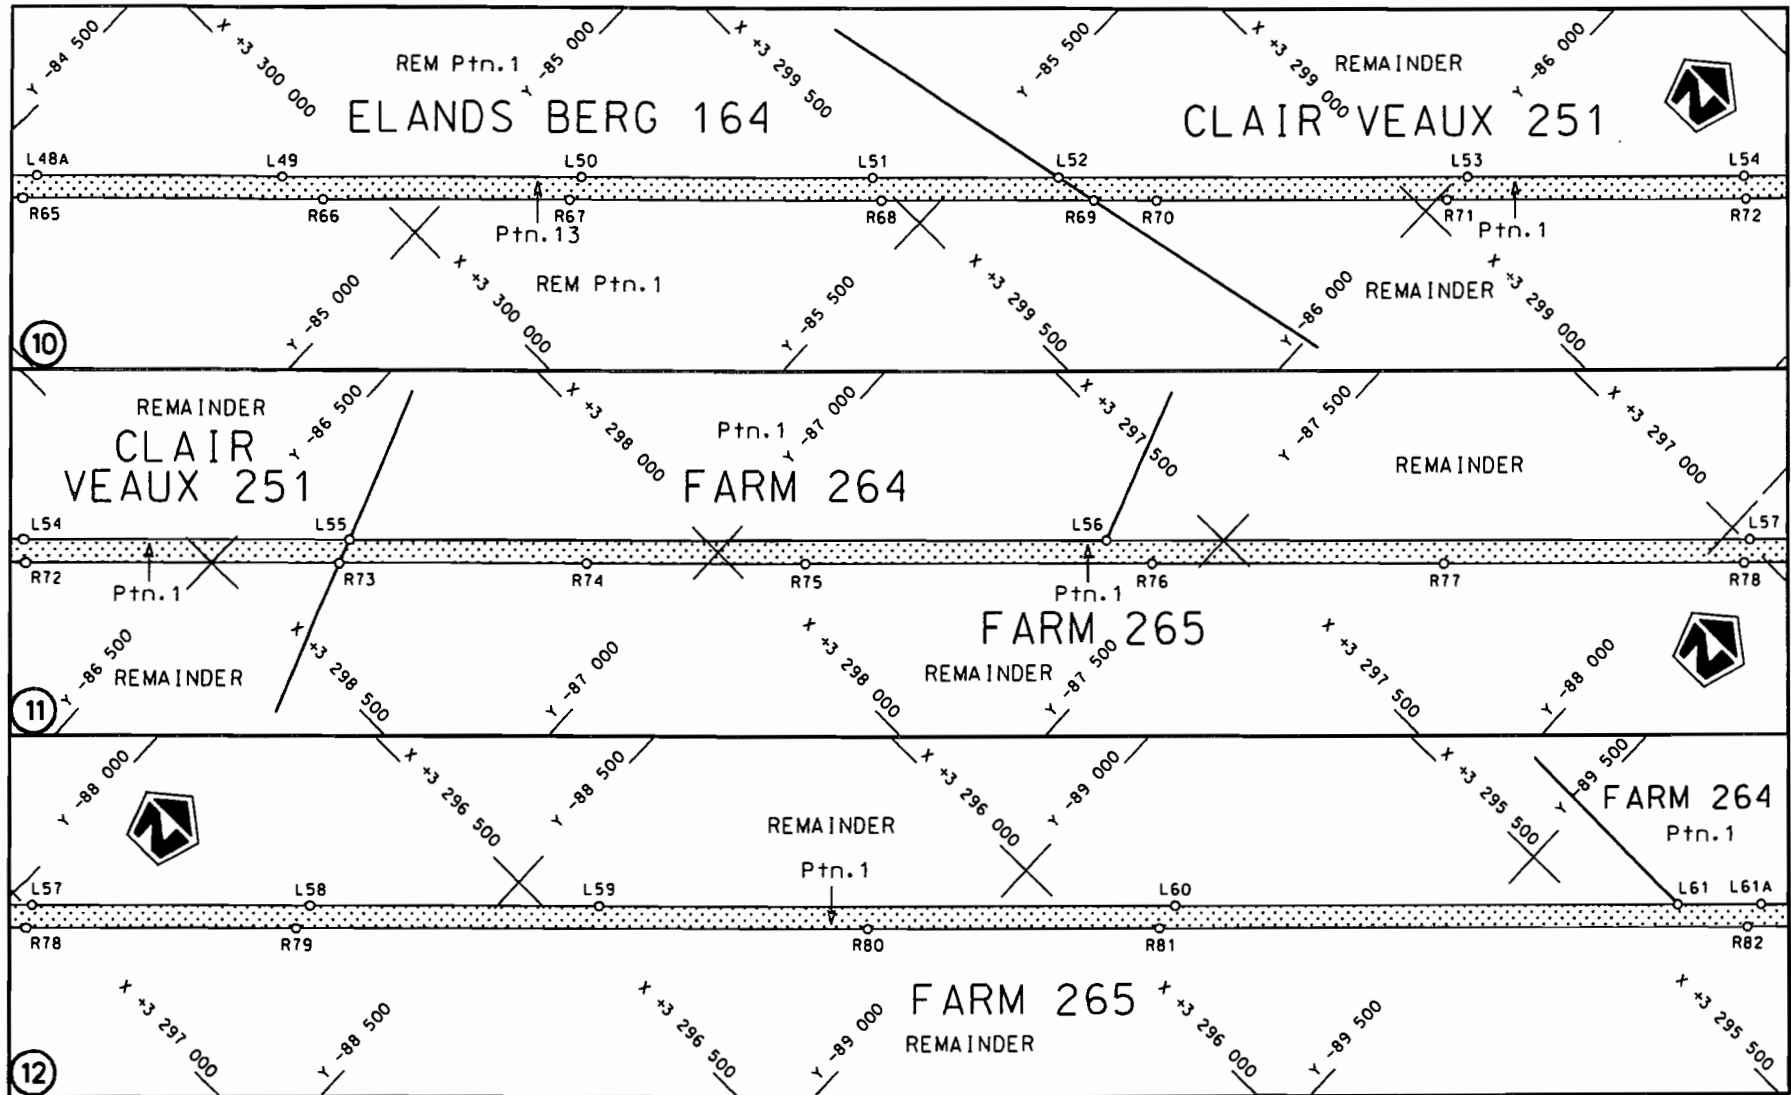 Y -84 500
X +3 300 000
REM Ptn.1
Y -85 000
X +3 299 500
Y -85 500
X +3 299 000
REMAINDER
Y -86 000
ELANDS BERG 164
CLAIR VEAUX 251
L48A
L49
L50
L51
L52
L53
L54
R65
R66
R67
R68
R69
R70
R71
R72
Ptn.13
Ptn.1
Y -85 000
X +3 300 000
REM Ptn.1
Y -85 500
X +3 299 500
Y -86 000
REMAINDER
X +3 299 000
10
REMAINDER
CLAIR
VEAUX 251
Y -86 500
X +3 298 000
Ptn.1
FARM 264
Y -87 000
X +3 297 500
Y -87 500
REMAINDER
X +3 297 000
L54
L55
L56
L57
R72
R73
R74
R75
R76
R77
R78
Ptn.1
Ptn.1
FARM 265
REMAINDER
Y -86 500
REMAINDER
X +3 298 500
Y -87 000
X +3 298 000
Y -87 500
X +3 297 500
Y -88 000
11
Y -88 000
X +3 296 500
Y -88 500
REMAINDER
Ptn.1
X +3 296 000
Y -89 000
X +3 295 500
Y -89 500
FARM 264
Ptn.1
L57
L58
L59
L60
L61
L61A
R78
R79
R80
R81
R82
X +3 297 000
Y -88 500
X +3 296 500
Y -89 000
FARM 265
REMAINDER
X +3 296 000
Y -89 500
X +3 295 500
12